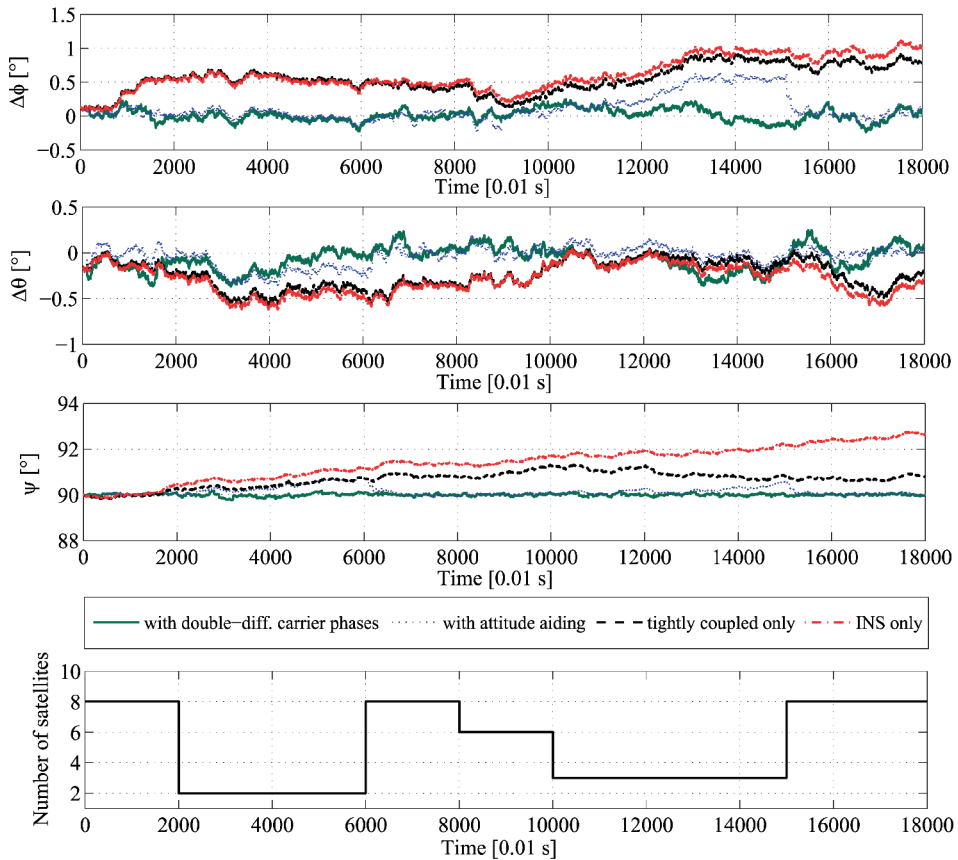 1.5
1
0.5
0
−0.5
Δϕ [°]
0 2000 4000 6000 8000 10000 12000 14000 16000 18000
Time [0.01 s]
0.5
0
−0.5
−1
Δθ [°]
0 2000 4000 6000 8000 10000 12000 14000 16000 18000
Time [0.01 s]
94
92
90
88
ψ [°]
0 2000 4000 6000 8000 10000 12000 14000 16000 18000
Time [0.01 s]
with double−diff. carrier phases with attitude aiding tightly coupled only INS only
10
8
6
4
2
Number of satellites
0 2000 4000 6000 8000 10000 12000 14000 16000 18000
Time [0.01 s]